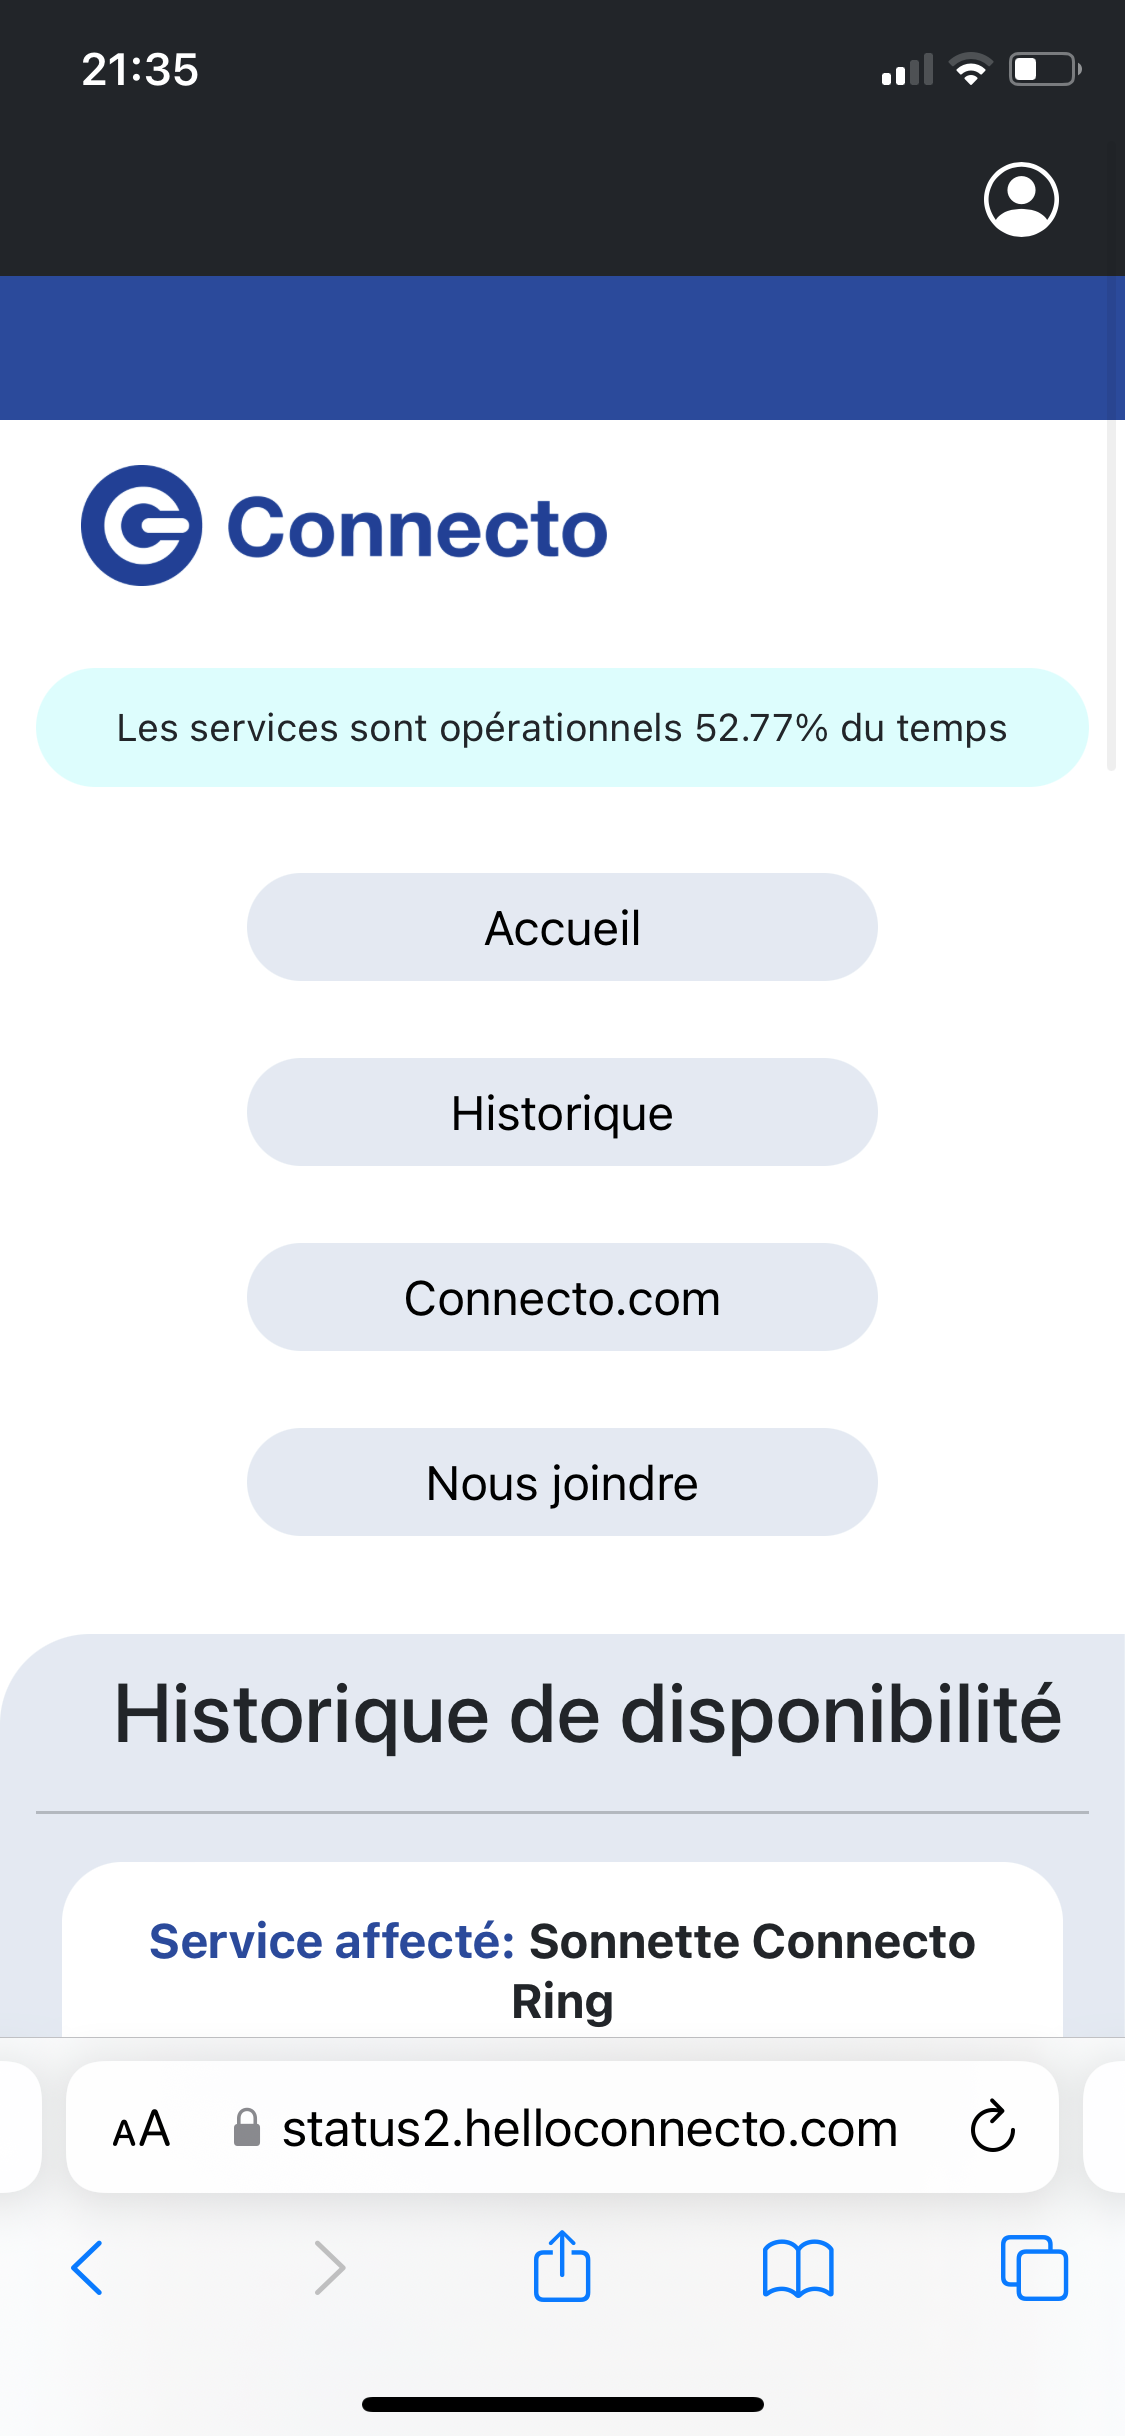 21:35
Connecto
Les services sont opérationnels 52.77% du temps
Accueil
Historique
Connecto.com
Nous joindre
Historique de disponibilité
Service affecté: Sonnette Connecto
Ring
AA status2.helloconnecto.com